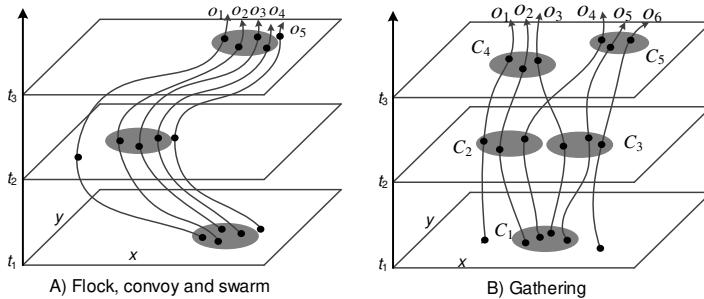 o1 o2 o3 o4
o5
t3
t2
y
x
t1
A) Flock, convoy and swarm
o1 o2 o3 o4 o5 o6
C4
C5
t3
C2
C3
t2
y
C1
x
t1
B) Gathering